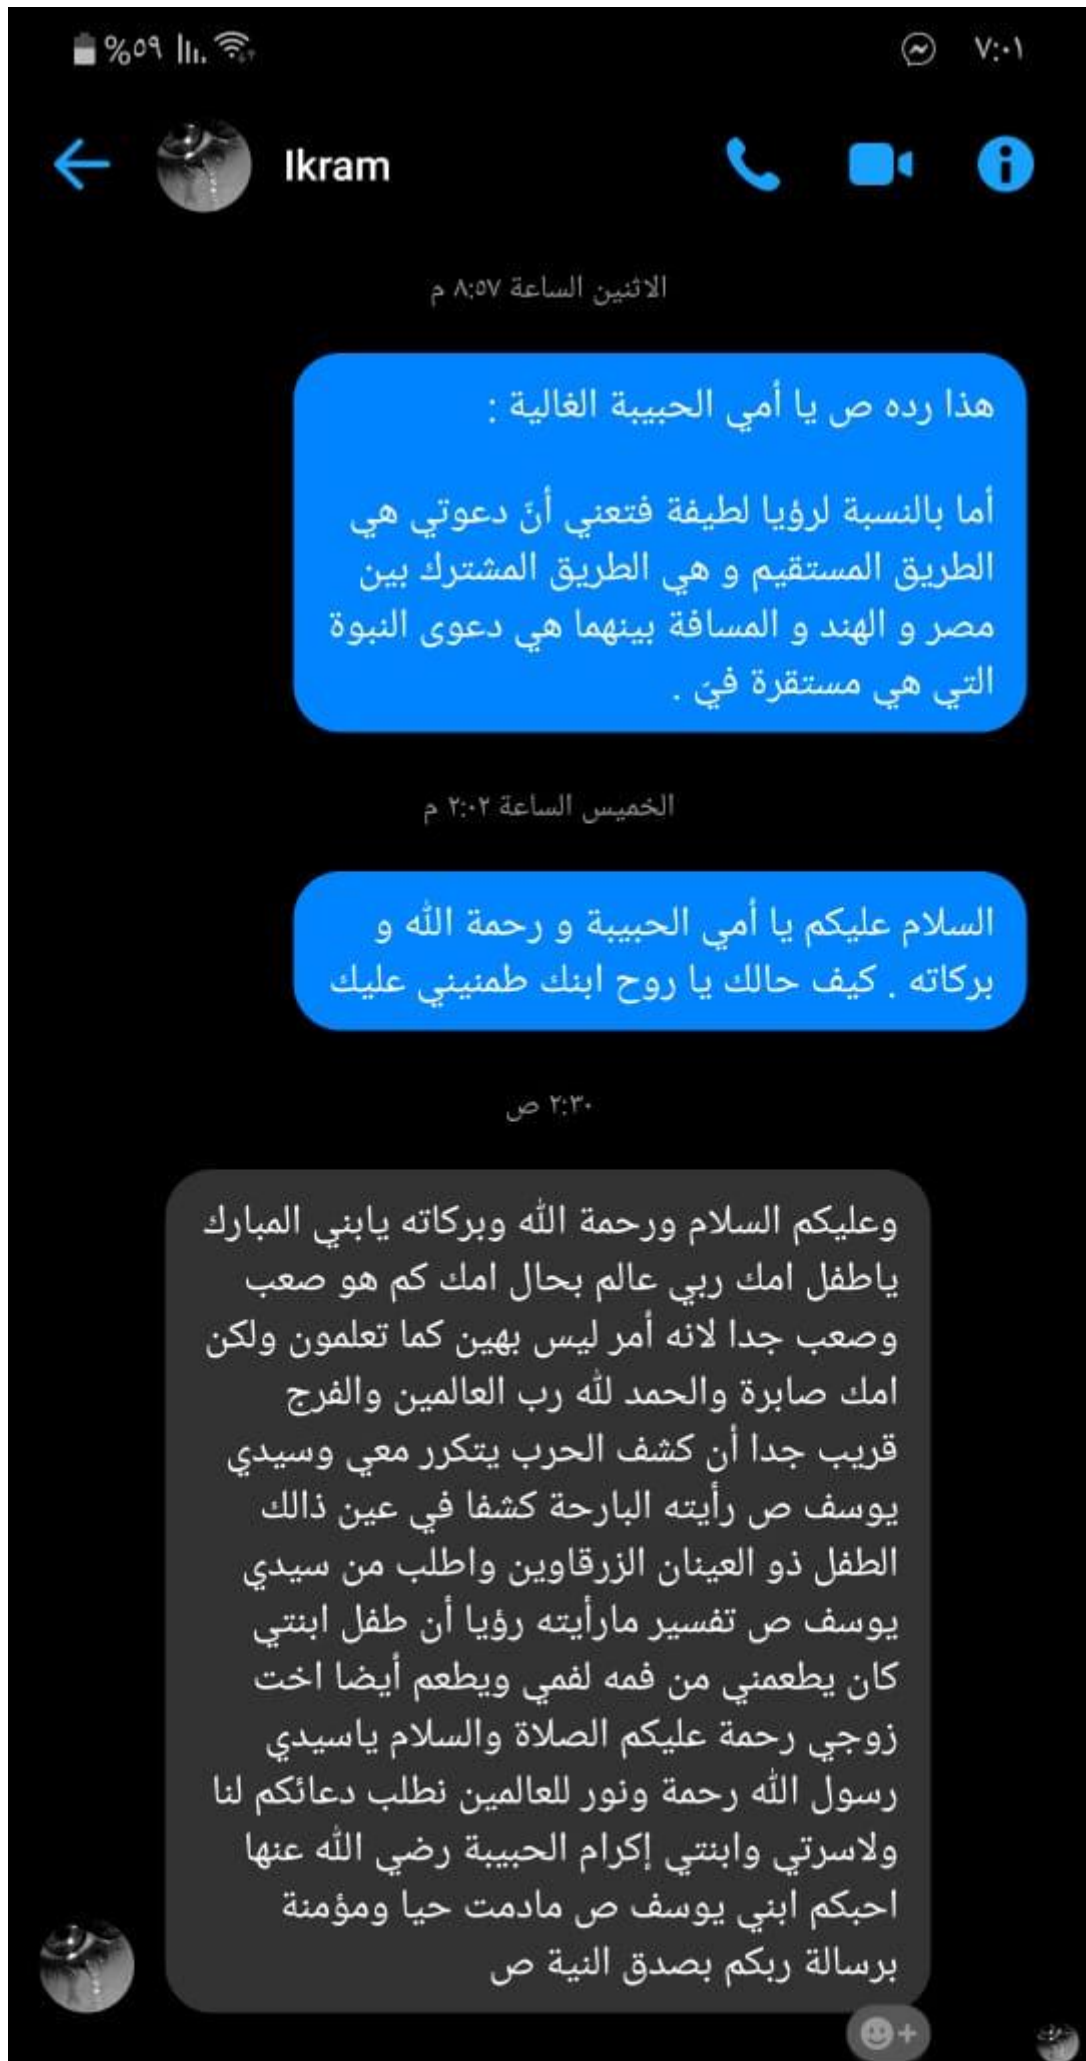 %٥٩
٧:٠١
Ikram
الاثنين الساعة ٨:٥٧ م
هذا رده ص يا أمي الحبيبة الغالية :
أما بالنسبة لرؤيا لطيفة فتعني أنّ دعوتي هي
الطريق المستقيم و هي الطريق المشترك بين
مصر و الهند و المسافة بينهما هي دعوى النبوة
التي هي مستقرة فيّ .
الخميس الساعة ٢:٠٢ م
السلام عليكم يا أمي الحبيبة و رحمة الله و
بركاته . كيف حالك يا روح ابنك طمنيني عليك
٢:٣٠ ص
وعليكم السلام ورحمة الله وبركاته يابني المبارك
ياطفل امك ربي عالم بحال امك كم هو صعب
وصعب جدا لانه أمر ليس بهين كما تعلمون ولكن
امك صابرة والحمد لله رب العالمين والفرج
قريب جدا أن كشف الحرب يتكرر معي وسيدي
يوسف ص رأيته البارحة كشفا في عين ذالك
الطفل ذو العينان الزرقاوين واطلب من سيدي
يوسف ص تفسير مارأيته رؤيا أن طفل ابنتي
كان يطعمني من فمه لفمي ويطعم أيضا اخت
زوجي رحمة عليكم الصلاة والسلام ياسيدي
رسول الله رحمة ونور للعالمين نطلب دعائكم لنا
ولاسرتي وابنتي إكرام الحبيبة رضي الله عنها
احبكم ابني يوسف ص مادمت حيا ومؤمنة
برسالة ربكم بصدق النية ص